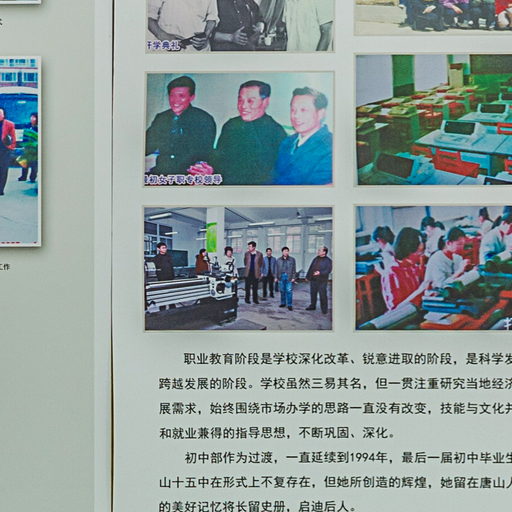 开学典礼
最初女子职专校领导
工作
职业教育阶段是学校深化改革、锐意进取的阶段，是科学发
跨越发展的阶段。学校虽然三易其名，但一贯注重研究当地经济
展需求，始终围绕市场办学的思路一直没有改变，技能与文化并
和就业兼得的指导思想，不断巩固、深化。
初中部作为过渡，一直延续到1994年，最后一届初中毕业生
山十五中在形式上不复存在，但她所创造的辉煌，她留在唐山人
的美好记忆将长留史册，启迪后人。